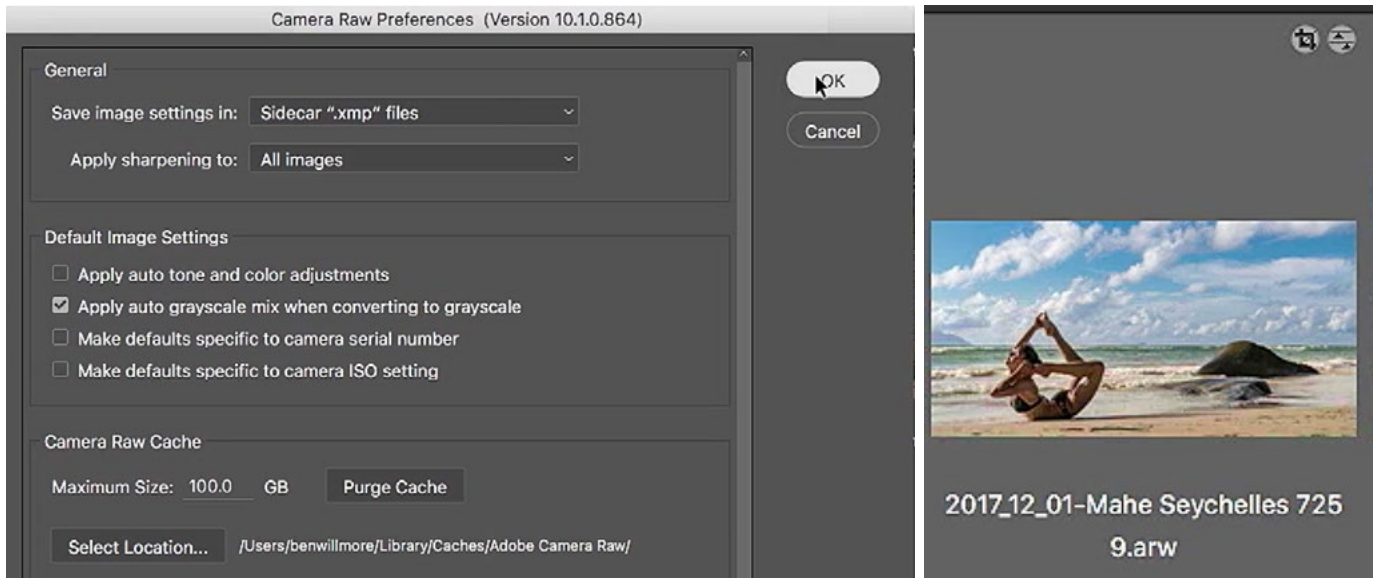 Camera Raw Preferences (Version 10.1.0.864)
General
Save image settings in: Sidecar “.xmp” files
Apply sharpening to: All images
OK
Cancel
Default Image Settings
Apply auto tone and color adjustments
Apply auto grayscale mix when converting to grayscale
Make defaults specific to camera serial number
Make defaults specific to camera ISO setting
Camera Raw Cache
Maximum Size: 100.0 GB Purge Cache
Select Location... /Users/benwillmore/Library/Caches/Adobe Camera Raw/
2017_12_01-Mahe Seychelles 725
9.arw